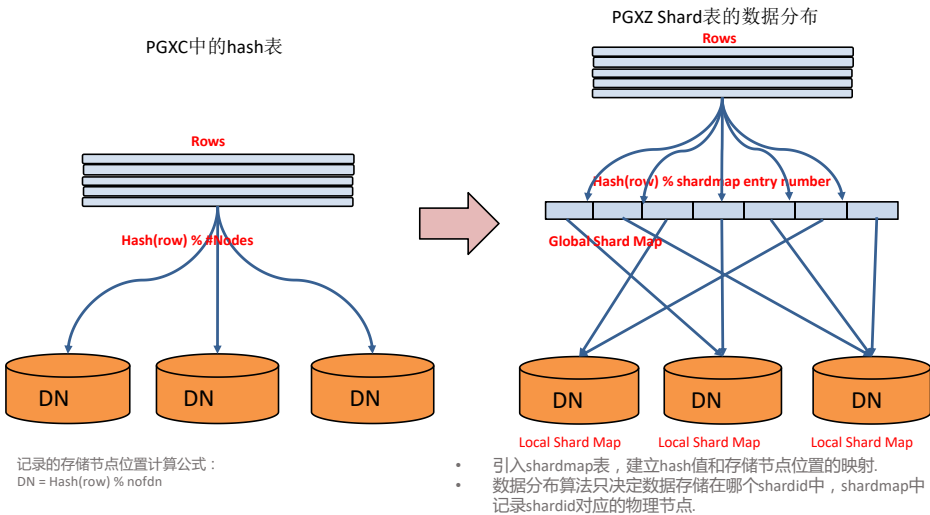 PGXC中的hash表
Rows
Hash(row) % #Nodes
DN
DN
DN
记录的存储节点位置计算公式：
DN = Hash(row) % nofdn
PGXZ Shard表的数据分布
Rows
Hash(row) % shardmap entry number
Global Shard Map
DN
DN
DN
Local Shard Map
Local Shard Map
Local Shard Map
• 引入shardmap表，建立hash值和存储节点位置的映射.
• 数据分布算法只决定数据存储在哪个shardid中，shardmap中
记录shardid对应的物理节点.